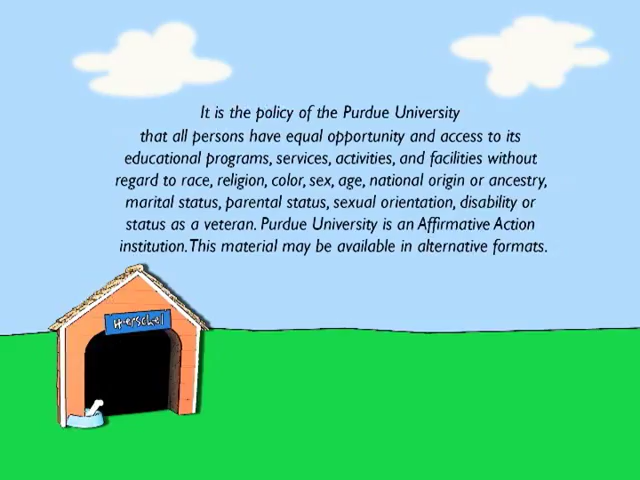 It is the policy of the Purdue University
that all persons have equal opportunity and access to its
educational programs, services, activities, and facilities without
regard to race, religion, color, sex, age, national origin or ancestry,
marital status, parental status, sexual orientation, disability or
status as a veteran. Purdue University is an Affirmative Action
institution. This material may be available in alternative formats.
Herschel